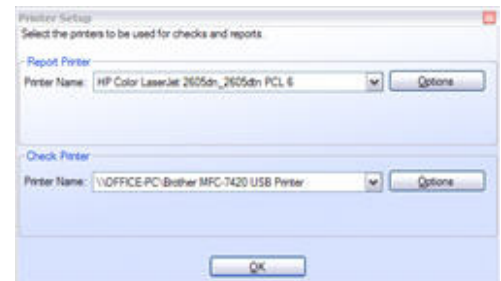 Printer Setup
Select the printers to be used for checks and reports
Report Printer
Printer Name: HP Color LaserJet 2605dn_2605dtn PCL 6 Options
Check Printer
Printer Name: \\OFFICE-PC\Brother MFC-7420 USB Printer Options
OK